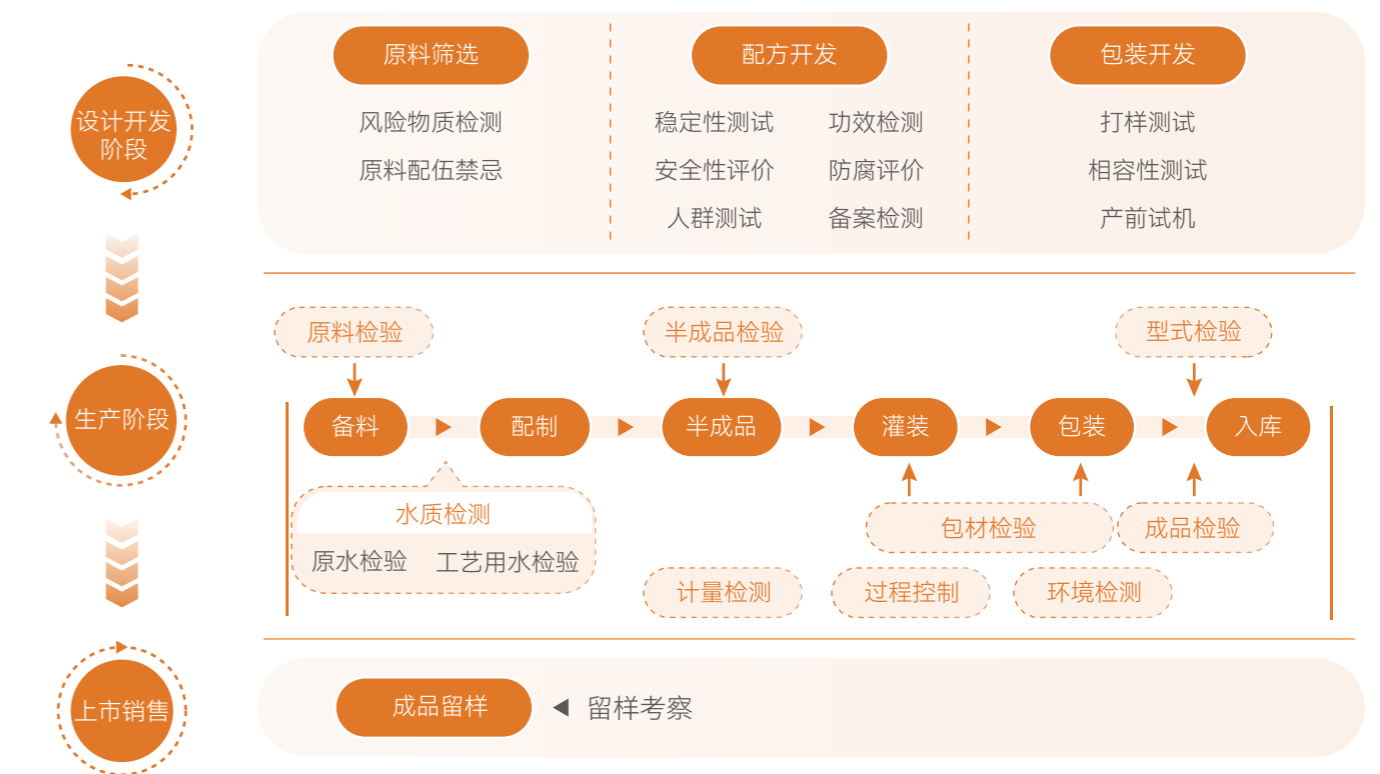 设计开发
阶段
原料筛选
风险物质检测
原料配伍禁忌
配方开发
稳定性测试 功效检测
安全性评价 防腐评价
人群测试 备案检测
包装开发
打样测试
相容性测试
产前试机
生产阶段
原料检验 半成品检验 型式检验
备料 配制 半成品 灌装 包装 入库
水质检测
原水检验 工艺用水检验
包材检验 成品检验
计量检测 过程控制 环境检测
上市销售
成品留样 留样考察